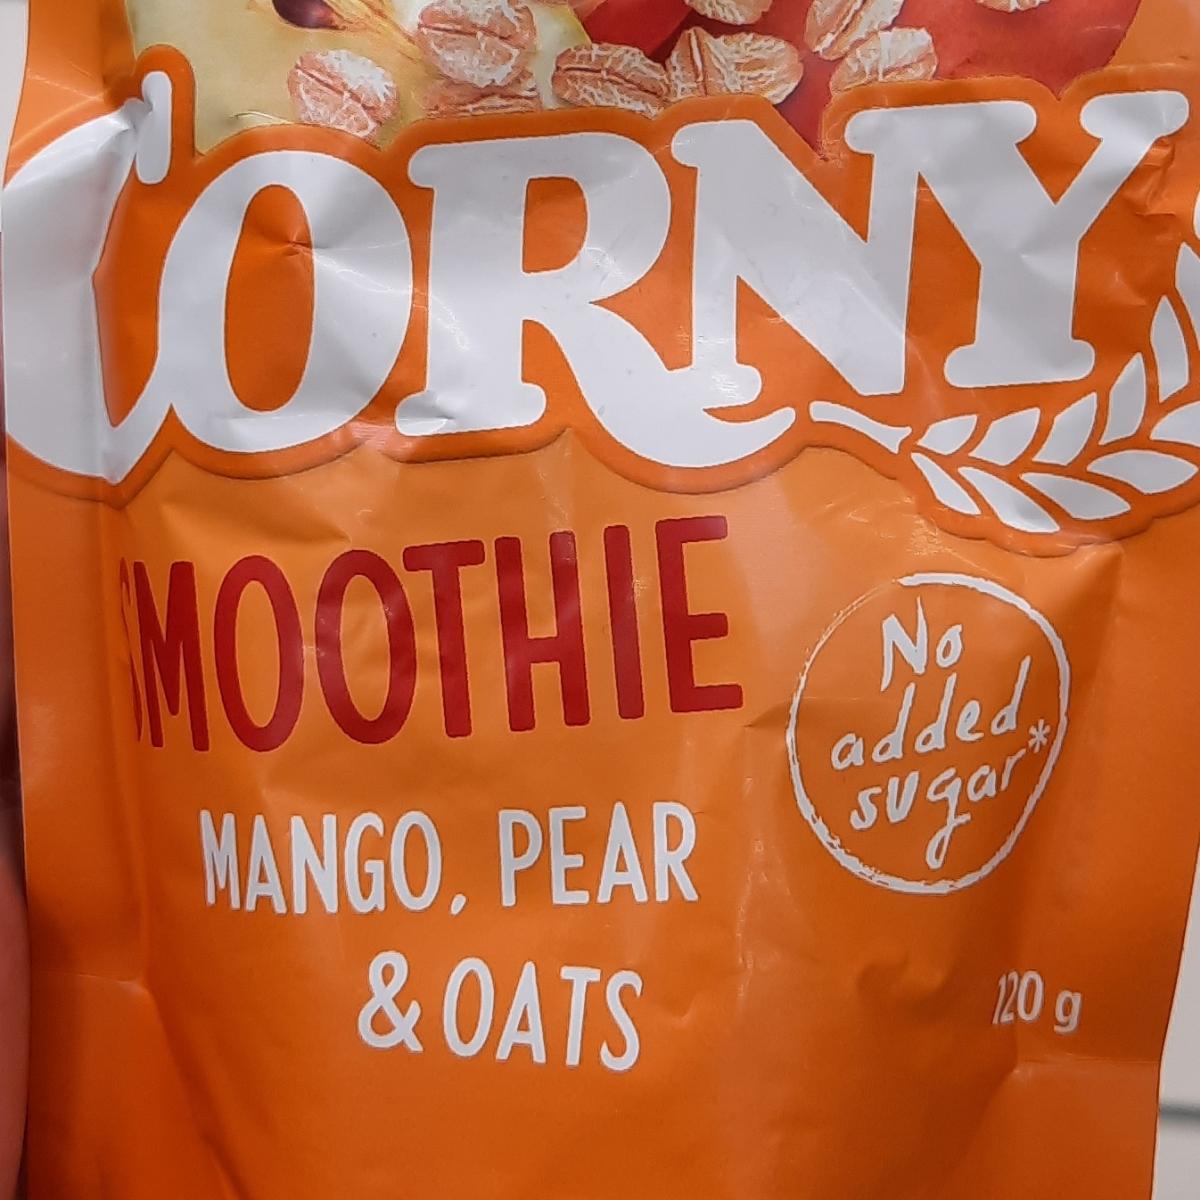 CORNY
SMOOTHIE
MANGO, PEAR
& OATS
No
added
sugar*
120 g